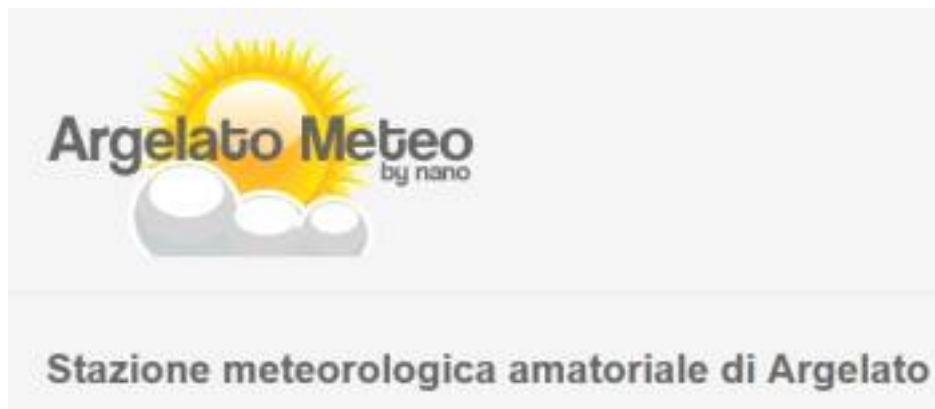 Argelato Meteo
by nano
Stazione meteorologica amatoriale di Argelato